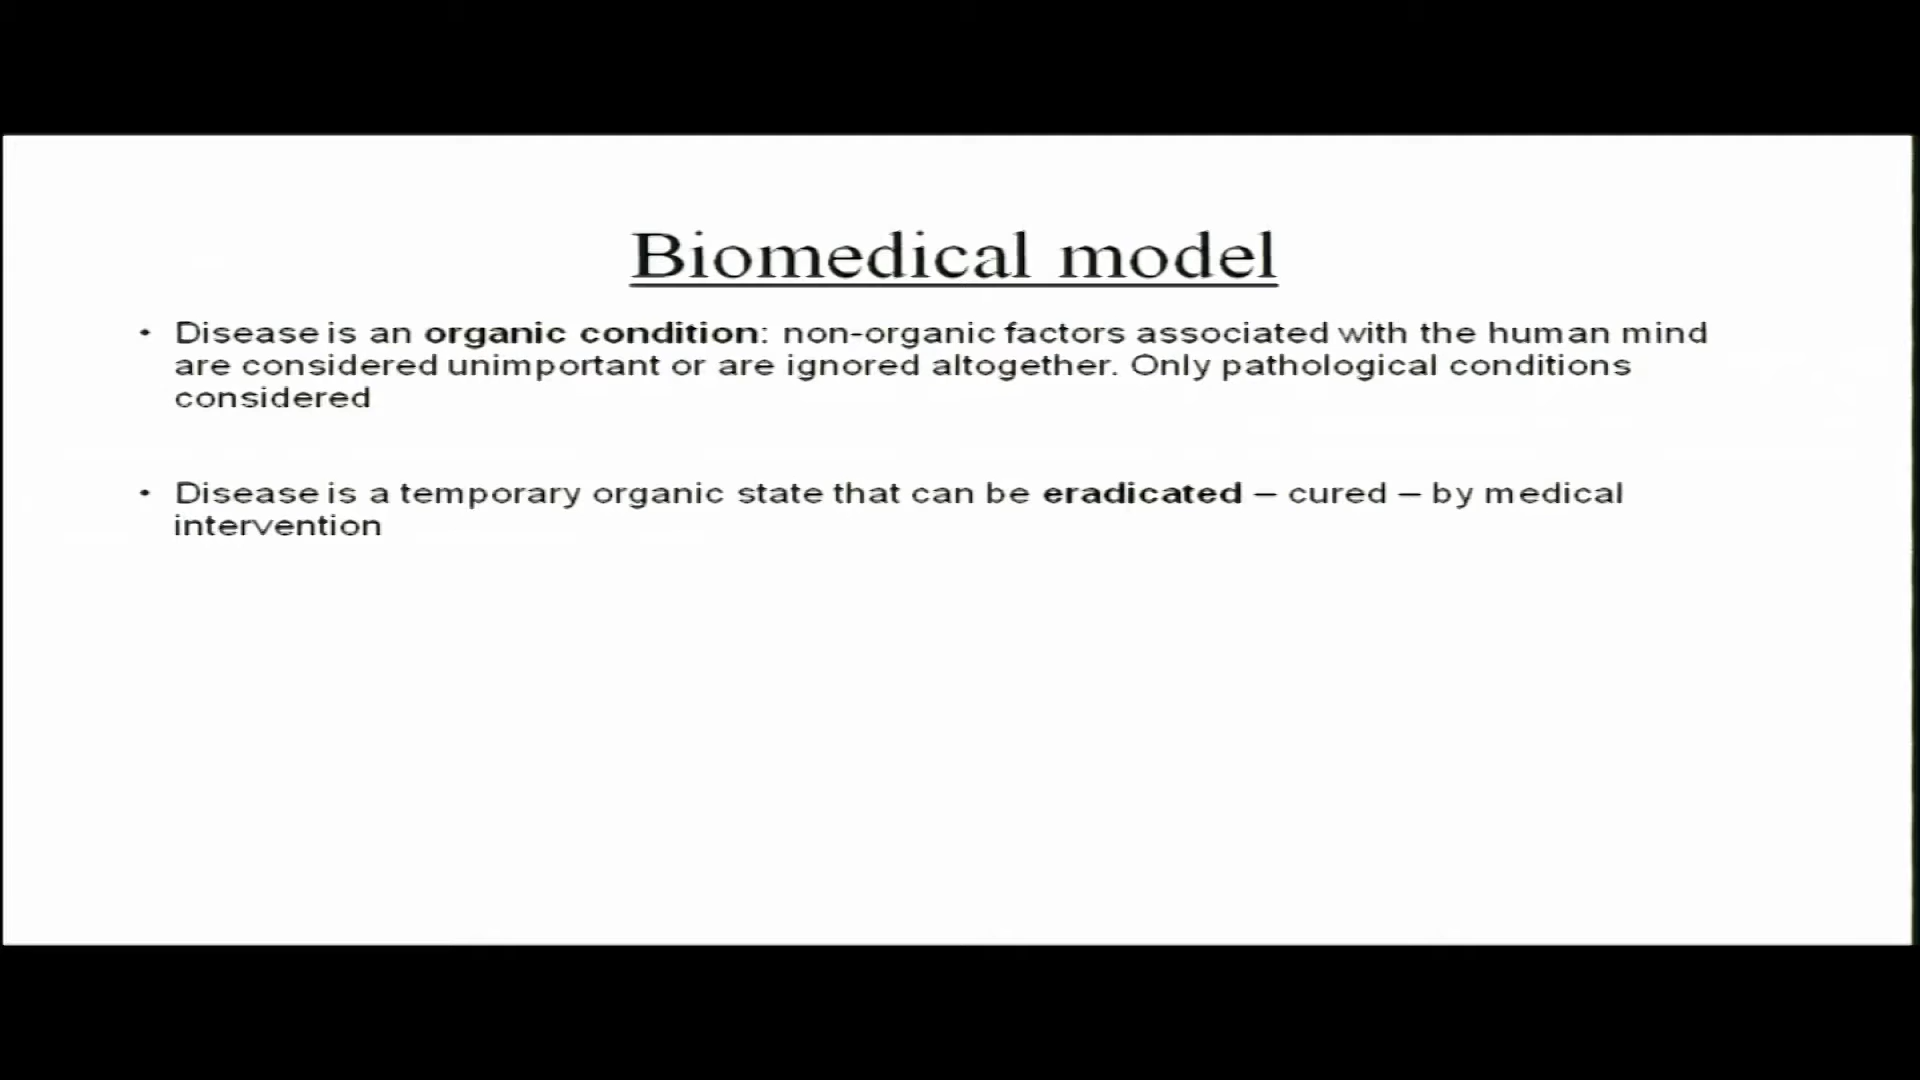 Biomedical model
• Disease is an organic condition: non-organic factors associated with the human mind
are considered unimportant or are ignored altogether. Only pathological conditions
considered
• Disease is a temporary organic state that can be eradicated – cured – by medical
intervention